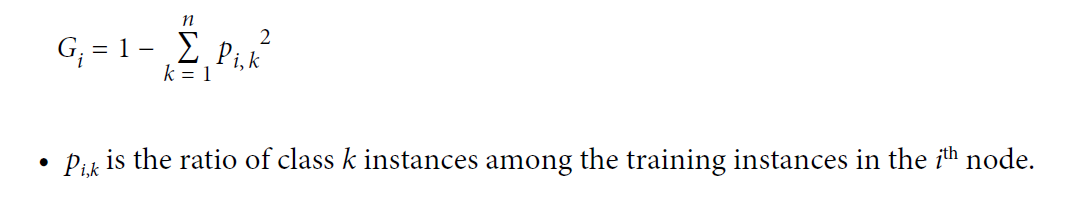 G_i = 1 − ∑_{k = 1}^{n} p_{i, k}^2
• p_{i,k} is the ratio of class k instances among the training instances in the i^{th} node.